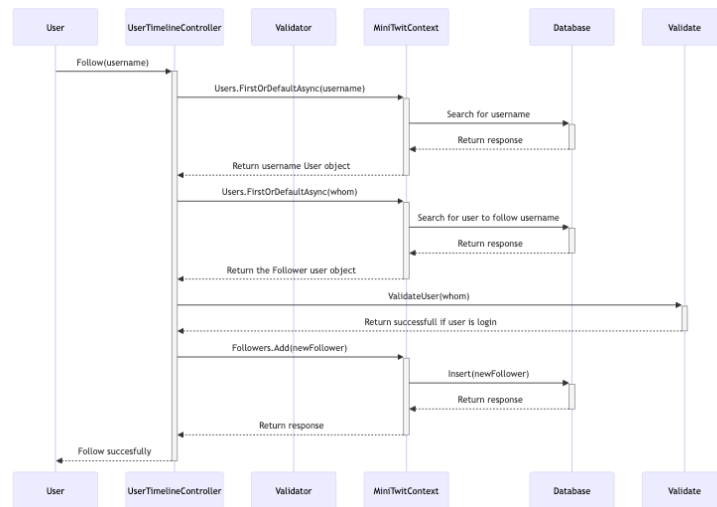 User UserTimelineController Validator MiniTwitContext Database Validate
Follow(username)
Users.FirstOrDefaultAsync(username)
Search for username
Return response
Return username User object
Users.FirstOrDefaultAsync(whom)
Search for user to follow username
Return response
Return the Follower user object
ValidateUser(whom)
Return successfull if user is login
Followers.Add(newFollower)
Insert(newFollower)
Return response
Return response
Follow succesfully
User UserTimelineController Validator MiniTwitContext Database Validate